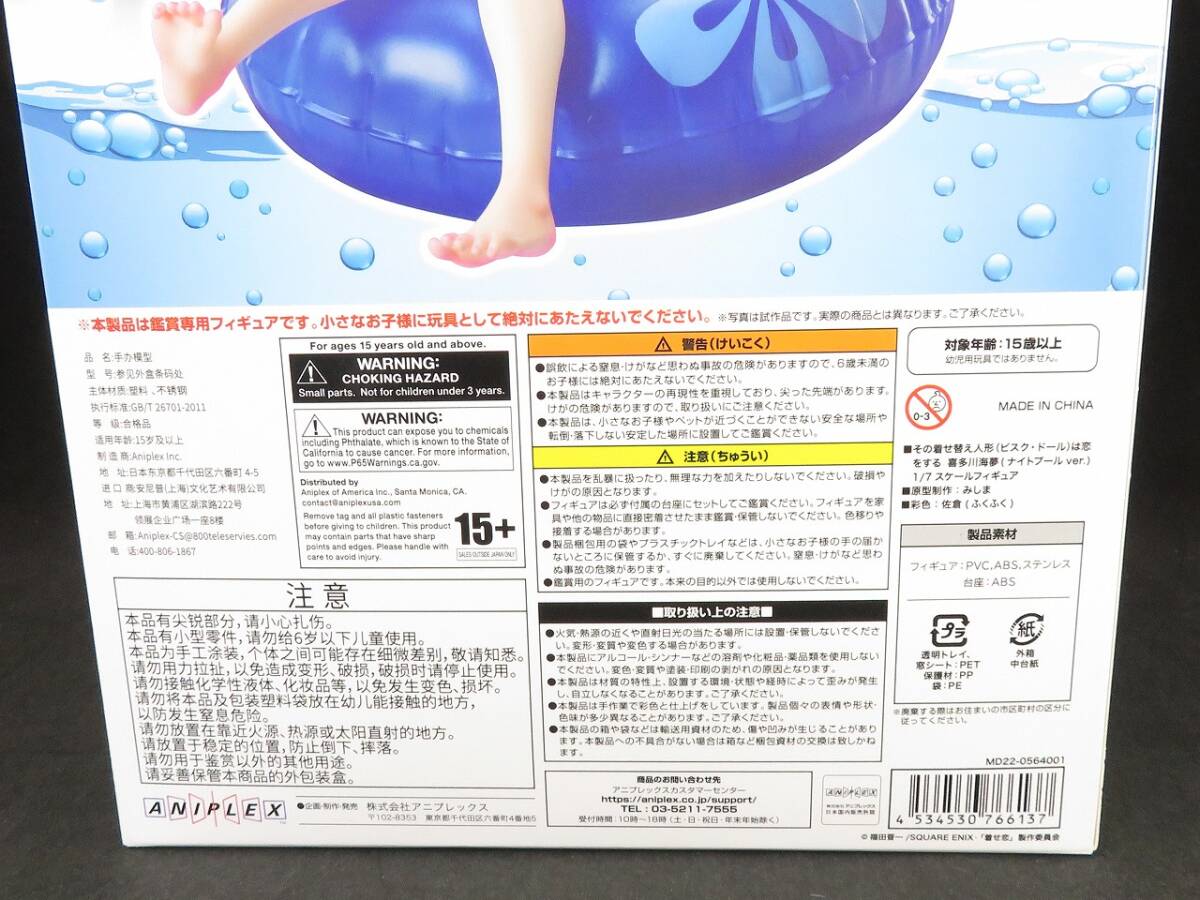 ※本製品は鑑賞専用フィギュアです。小さなお子様に玩具として絶対にあたえないでください。 ※写真は試作品です。実際の商品とは異なります。ご了承ください。
品 名:手办模型
型 号:参见外盒条码处
主体材质:塑料、不锈钢
执行标准:GB/T 26701-2011
等 级:合格品
适用年龄:15岁及以上
制 造 商:Aniplex Inc.
地 址:日本东京都千代田区六番町 4-5
进 口 商:安尼普(上海)文化艺术有限公司
地 址:上海市黄浦区湖滨路222号
领展企业广场一座8楼
邮 箱:Aniplex-CS@800teleservies.com
电 话:400-806-1867
For ages 15 years old and above.
WARNING:
CHOKING HAZARD
Small parts. Not for children under 3 years.
WARNING:
This product can expose you to chemicals
including Phthalate, which is known to the State of
California to cause cancer. For more information,
go to www.P65Warnings.ca.gov.
Distributed by
Aniplex of America Inc., Santa Monica, CA.
contact@aniplexusa.com
Remove tag and all plastic fasteners
before giving to children. This product
may contain parts that have sharp
points and edges. Please handle with
care to avoid injury.
15+
SALES OUTSIDE JAPAN ONLY
注 意
本品有尖锐部分,请小心扎伤。
本品有小型零件,请勿给6岁以下儿童使用。
本品为手工涂装,个体之间可能存在细微差别,敬请知悉。
请勿用力拉扯,以免造成变形、破损,破损时请停止使用。
请勿接触化学性液体、化妆品等,以免发生变色、损坏。
请勿将本品及包装塑料袋放在幼儿能接触的地方,
以防发生窒息危险。
请勿放置在靠近火源、热源或太阳直射的地方。
请放置于稳定的位置,防止倒下、摔落。
请勿用于鉴赏以外的其他用途。
请妥善保管本商品的外包装盒。
ANIPLEX
●企画・制作・発売 株式会社アニプレックス
〒102-8353 東京都千代田区六番町4番地5
警告(けいこく)
●誤飲による窒息・けがなど思わぬ事故の危険がありますので、6歳未満の
お子様には絶対にあたえないでください。
●本製品はキャラクターの再現性を重視しており、尖った先端があります。
けがの危険がありますので、取り扱いにご注意ください。
●本製品は、小さなお子様やペットが近づくことができない安全な場所や
転倒・落下しない安定した場所に設置してご鑑賞ください。
注意(ちゅうい)
●本製品を乱暴に扱ったり、無理な力を加えたりしないでください。破損や
けがの原因となります。
●フィギュアは必ず付属の台座にセットしてご鑑賞ください。フィギュアを家
具や他の物品に直接密着させたまま鑑賞・保管しないでください。色移りや
接着する場合があります。
●製品梱包用の袋やプラスチックトレイなどは、小さなお子様の手の届か
ないところに保管するか、すぐに廃棄してください。窒息・けがなど思わ
ぬ事故の危険があります。
●鑑賞用のフィギュアです。本来の目的以外では使用しないでください。
■取り扱い上の注意■
●火気・熱源の近くや直射日光の当たる場所には設置・保管しないでくださ
い。変形・変質や変色する場合があります。
●本製品にアルコール・シンナーなどの溶剤や化粧品・薬品類を使用しない
でください。変色・変質や塗装・印刷の剥がれの原因となります。
●本製品は材質の特性上、設置する環境・状態や経時によって歪みが発生
し、自立しなくなることがあります。ご了承ください。
●本製品は手作業で彩色と仕上げをしています。製品個々の表情や形状・
色味が多少異なることがあります。ご了承ください。
●本製品の箱や袋などは輸送用資材のため、傷や凹みが生じることがあり
ます。本製品への不具合がない場合は箱など梱包資材の交換は致しかね
ます。
商品のお問い合わせ先
アニプレックスカスタマーセンター
https://aniplex.co.jp/support/
TEL:03-5211-7555
受付時間:10時〜18時(土・日・祝日・年末年始除く)
対象年齢:15歳以上
幼児用玩具ではありません。
0-3
MADE IN CHINA
■その着せ替え人形(ビスク・ドール)は恋
をする 喜多川海夢(ナイトプール ver.)
1/7 スケールフィギュア
■原型制作:みしま
■彩色:佐倉(ふくふく)
製品素材
フィギュア:PVC,ABS,ステンレス
台座:ABS
プラ
透明トレイ、
窓シート:PET
保護材:PP
袋:PE
紙
外箱
中台紙
※廃棄する際はお住まいの市区町村の区分に
従ってください。
MD22-0564001
ANIPLEX
株式会社アニプレックス
日本国内販売許諾
4 534530 766137
© 福田晋一/SQUARE ENIX・「着せ恋」製作委員会